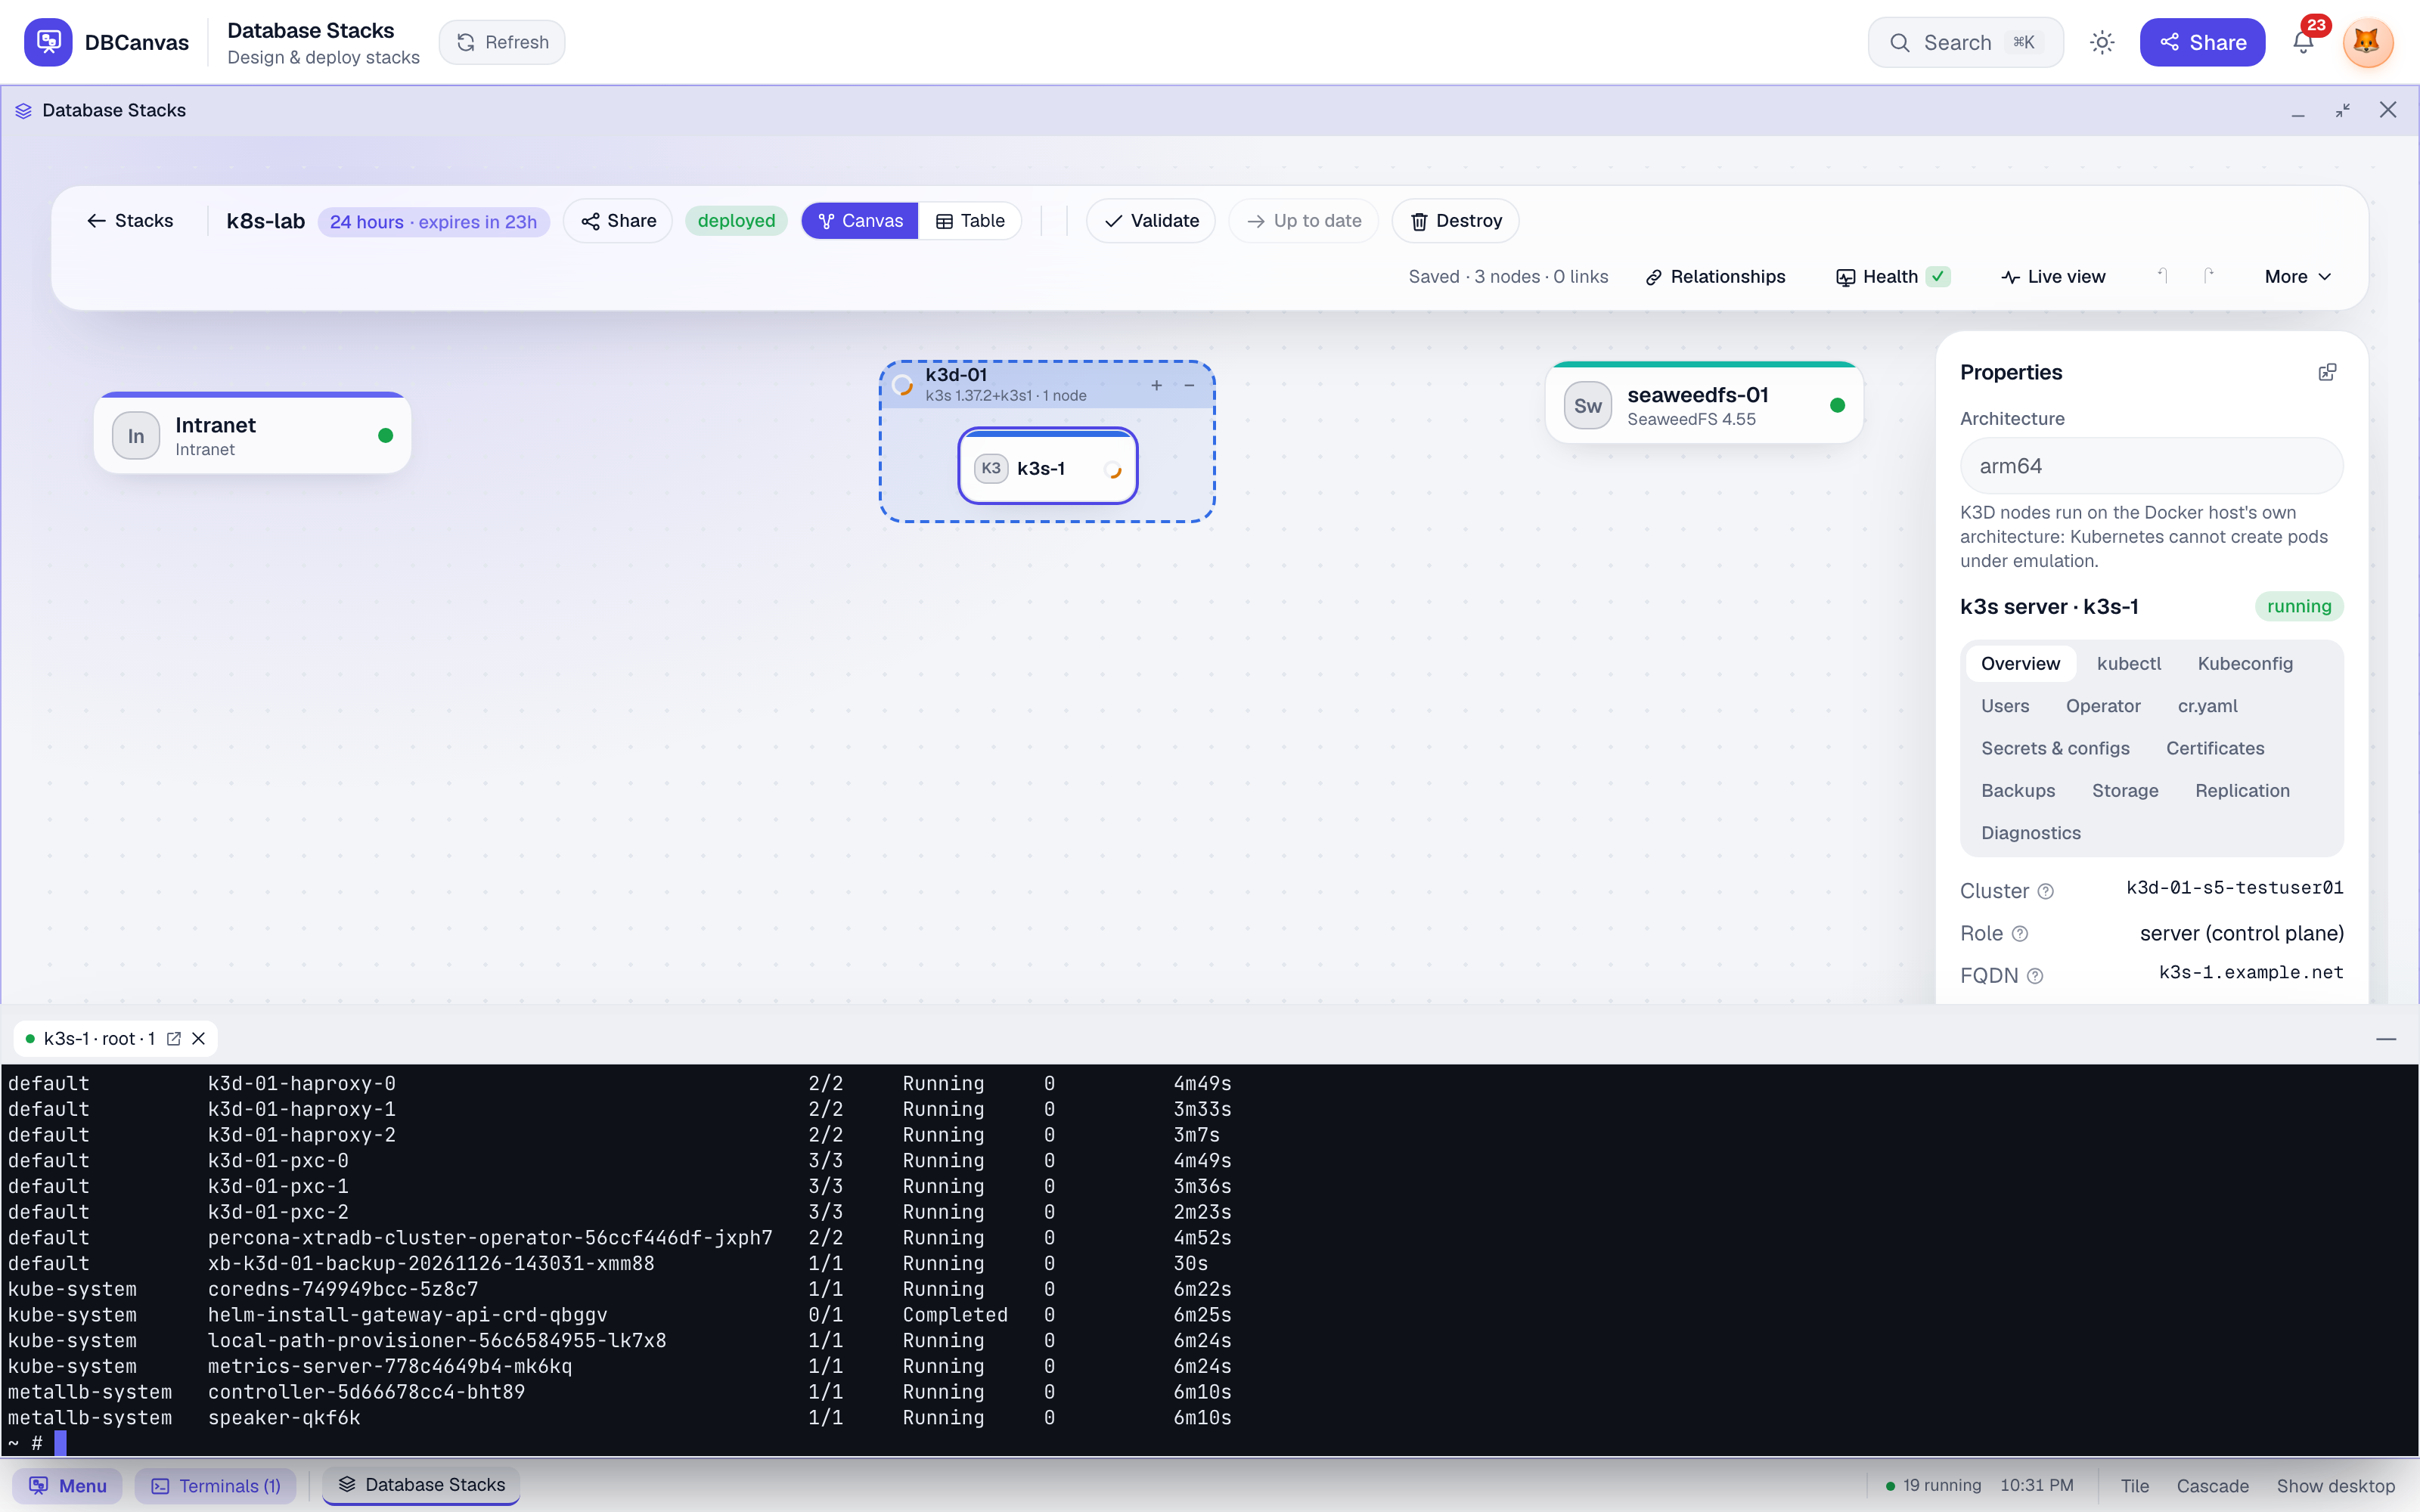 DBCanvas
Database Stacks
Design & deploy stacks
Refresh
Search ⌘K
Share
23
Database Stacks
Stacks
k8s-lab
24 hours · expires in 23h
Share
deployed
Canvas
Table
Validate
Up to date
Destroy
Saved · 3 nodes · 0 links
Relationships
Health
Live view
More
In
Intranet
Intranet
k3d-01
k3s 1.37.2+k3s1 · 1 node
K3
k3s-1
Sw
seaweedfs-01
SeaweedFS 4.55
Properties
Architecture
arm64
K3D nodes run on the Docker host's own
architecture: Kubernetes cannot create pods
under emulation.
k3s server · k3s-1
running
Overview kubectl Kubeconfig
Users Operator cr.yaml
Secrets & configs Certificates
Backups Storage Replication
Diagnostics
Cluster k3d-01-s5-testuser01
Role server (control plane)
FQDN k3s-1.example.net
k3s-1 · root · 1
default k3d-01-haproxy-0 2/2 Running 0 4m49s
default k3d-01-haproxy-1 2/2 Running 0 3m33s
default k3d-01-haproxy-2 2/2 Running 0 3m7s
default k3d-01-pxc-0 3/3 Running 0 4m49s
default k3d-01-pxc-1 3/3 Running 0 3m36s
default k3d-01-pxc-2 3/3 Running 0 2m23s
default percona-xtradb-cluster-operator-56ccf446df-jxph7 2/2 Running 0 4m52s
default xb-k3d-01-backup-20261126-143031-xmm88 1/1 Running 0 30s
kube-system coredns-749949bcc-5z8c7 1/1 Running 0 6m22s
kube-system helm-install-gateway-api-crd-qbggv 0/1 Completed 0 6m25s
kube-system local-path-provisioner-56c6584955-lk7x8 1/1 Running 0 6m24s
kube-system metrics-server-778c4649b4-mk6kq 1/1 Running 0 6m24s
metallb-system controller-5d66678cc4-bht89 1/1 Running 0 6m10s
metallb-system speaker-qkf6k 1/1 Running 0 6m10s
~ #
Menu
Terminals (1)
Database Stacks
19 running
10:31 PM
Tile
Cascade
Show desktop